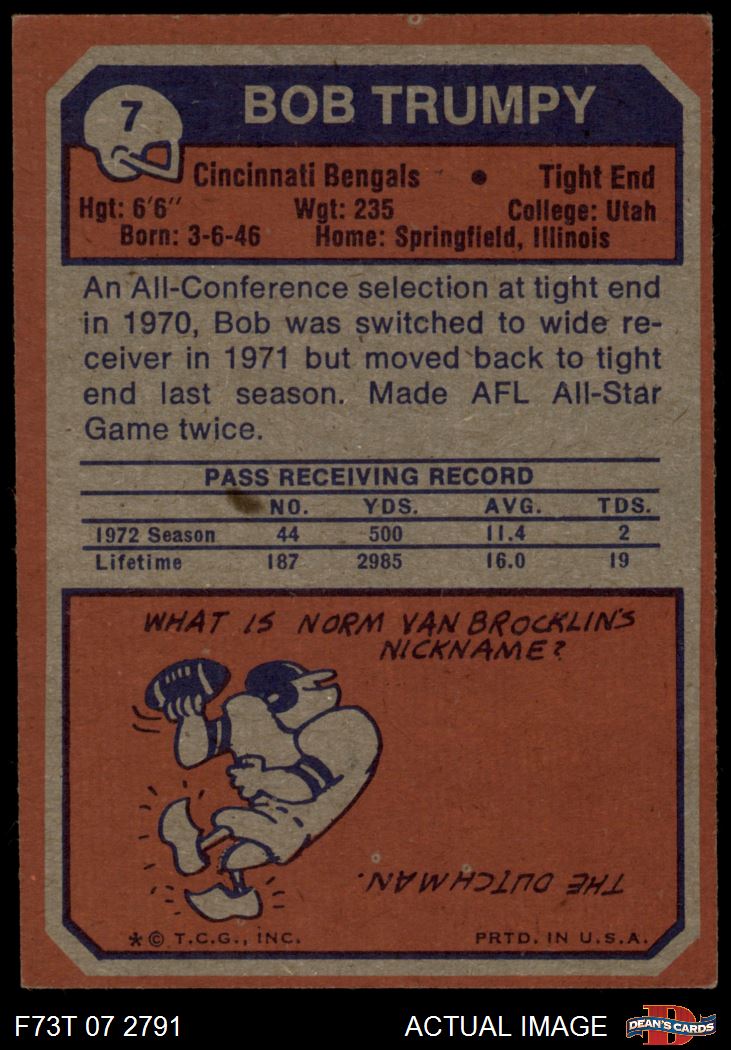 7
BOB TRUMPY
Cincinnati Bengals • Tight End
Hgt: 6'6" Wgt: 235 College: Utah
Born: 3-6-46 Home: Springfield, Illinois
An All-Conference selection at tight end
in 1970, Bob was switched to wide re-
ceiver in 1971 but moved back to tight
end last season. Made AFL All-Star
Game twice.
PASS RECEIVING RECORD
NO. YDS. AVG. TDS.
1972 Season 44 500 11.4 2
Lifetime 187 2985 16.0 19
WHAT IS NORM VAN BROCKLIN'S
NICKNAME?
THE DUTCHMAN.
* © T.C.G., INC. PRTD. IN U.S.A.
F73T 07 2791 ACTUAL IMAGE
D
DEAN'S CARDS